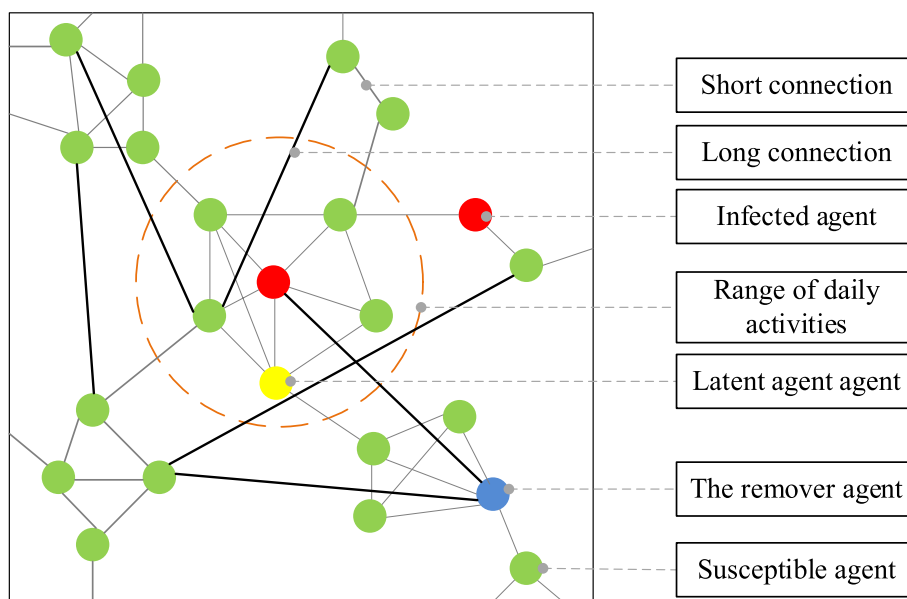 Short connection
Long connection
Infected agent
Range of daily
activities
Latent agent agent
The remover agent
Susceptible agent